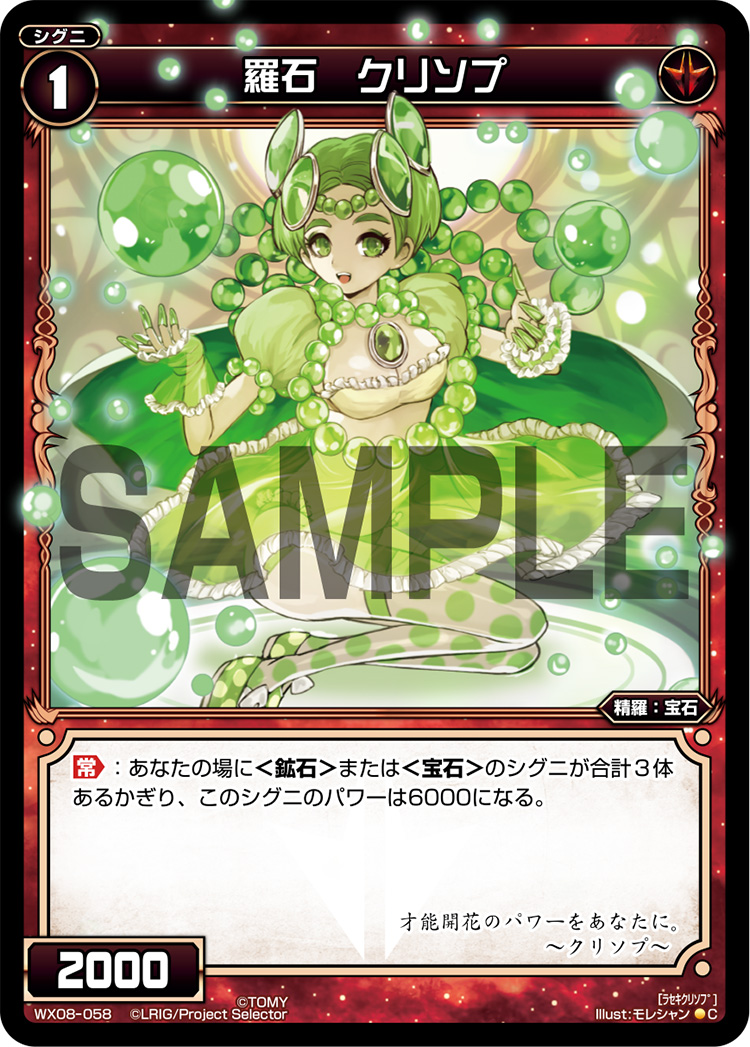 シグニ
1
羅石 クリソプ
SAMPLE
精羅：宝石
常：あなたの場に＜鉱石＞または＜宝石＞のシグニが合計３体
あるかぎり、このシグニのパワーは6000になる。
才能開花のパワーをあなたに。
～クリソプ～
2000
WX08-058 ©LRIG/Project Selector
©TOMY
[ﾗｾｷｸﾘｿﾌﾟ]
Illust:モレシャン C